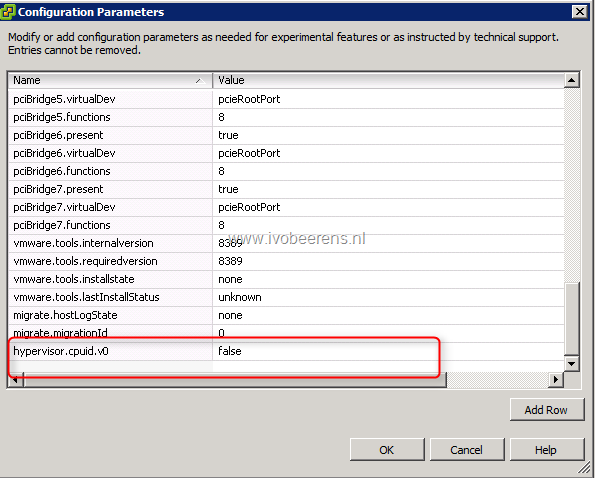 Configuration Parameters
Modify or add configuration parameters as needed for experimental features or as instructed by technical support.
Entries cannot be removed.
Name Value
pciBridge5.virtualDev pcieRootPort
pciBridge5.functions 8
pciBridge6.present true
pciBridge6.virtualDev pcieRootPort
pciBridge6.functions 8
pciBridge7.present true
pciBridge7.virtualDev pcieRootPort
pciBridge7.functions 8
www.ivobeerens.nl
vmware.tools.internalversion 8389
vmware.tools.requiredversion 8389
vmware.tools.installstate none
vmware.tools.lastInstallStatus unknown
migrate.hostLogState none
migrate.migrationId 0
hypervisor.cpuid.v0 false
Add Row
OK Cancel Help